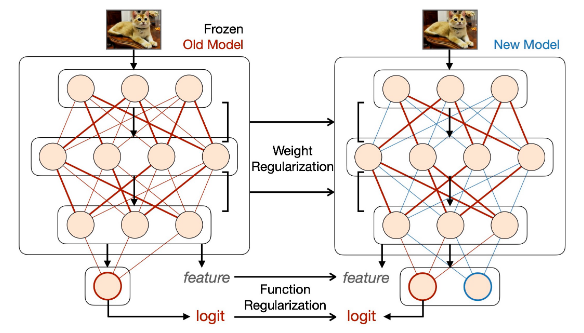 Frozen
Old Model
New Model
Weight
Regularization
feature
feature
Function
Regularization
logit
logit